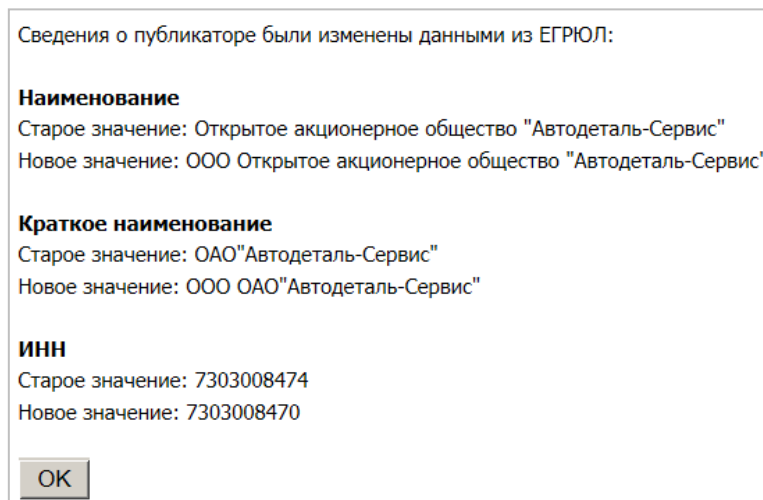 Сведения о публикаторе были изменены данными из ЕГРЮЛ:
Наименование
Старое значение: Открытое акционерное общество "Автодеталь-Сервис"
Новое значение: ООО Открытое акционерное общество "Автодеталь-Сервис"
Краткое наименование
Старое значение: ОАО"Автодеталь-Сервис"
Новое значение: ООО ОАО"Автодеталь-Сервис"
ИНН
Старое значение: 7303008474
Новое значение: 7303008470
OK